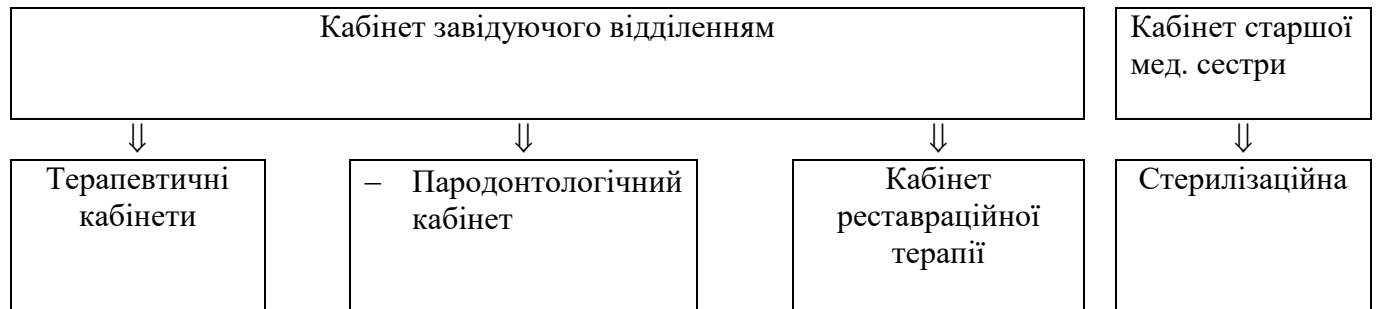 Кабінет завідуючого відділенням
Кабінет старшої
мед. сестри
⇓ ⇓ ⇓ ⇓
Терапевтичні
кабінети
– Пародонтологічний
кабінет
Кабінет
реставраційної
терапії
Стерилізаційна